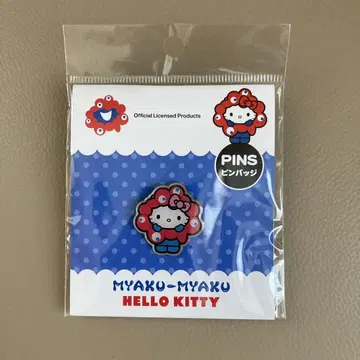 Official Licensed Products
PINS
ピンバッジ
MYAKU-MYAKU
HELLO KITTY